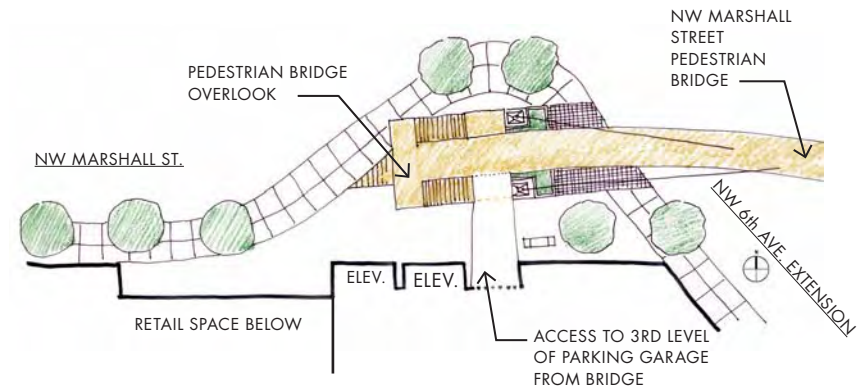 NW MARSHALL
STREET
PEDESTRIAN
BRIDGE
PEDESTRIAN BRIDGE
OVERLOOK
NW MARSHALL ST.
NW 6th AVE. EXTENSION
ELEV.
ELEV.
RETAIL SPACE BELOW
ACCESS TO 3RD LEVEL
OF PARKING GARAGE
FROM BRIDGE